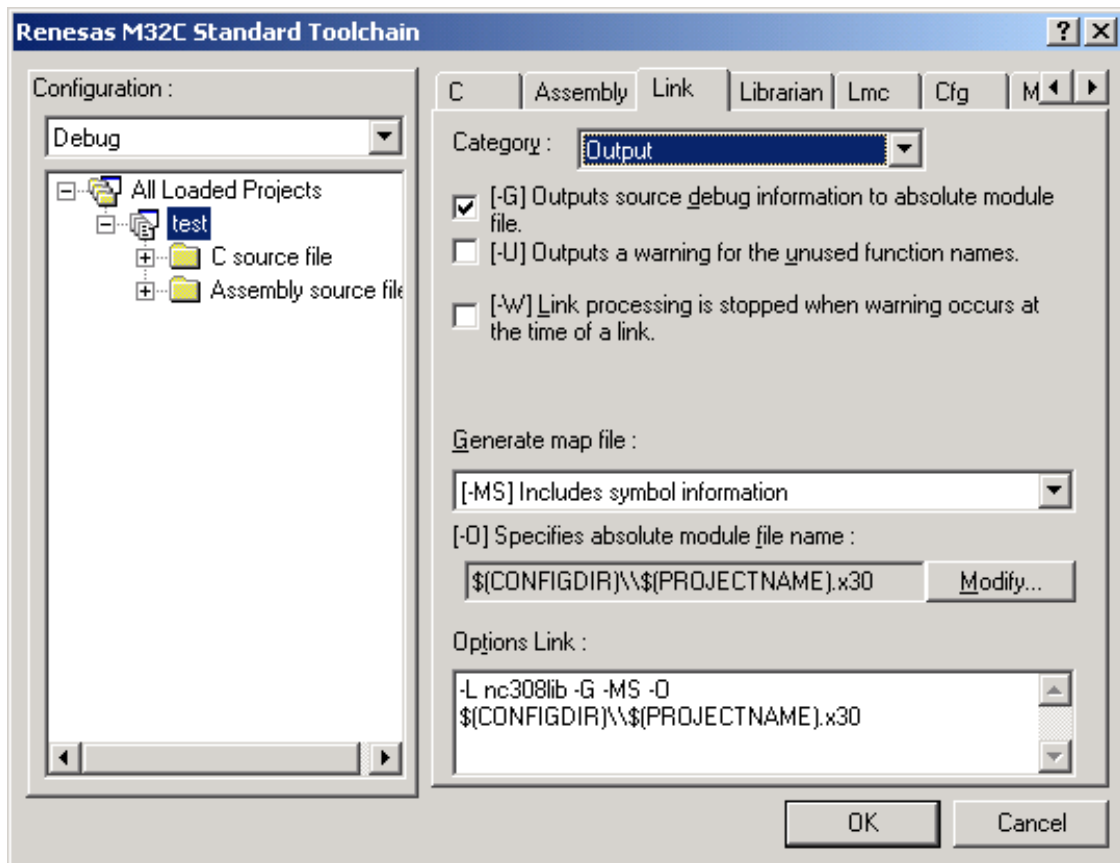 Renesas M32C Standard Toolchain
Configuration :
Debug
All Loaded Projects
test
C source file
Assembly source file
C Assembly Link Librarian Lmc Cfg M
Category : Output
[-G] Outputs source debug information to absolute module
file.
[-U] Outputs a warning for the unused function names.
[-W] Link processing is stopped when warning occurs at
the time of a link.
Generate map file :
[-MS] Includes symbol information
[-O] Specifies absolute module file name :
$(CONFIGDIR)\\$(PROJECTNAME).x30 Modify...
Options Link :
-L nc308lib -G -MS -O
$(CONFIGDIR)\\$(PROJECTNAME).x30
OK Cancel